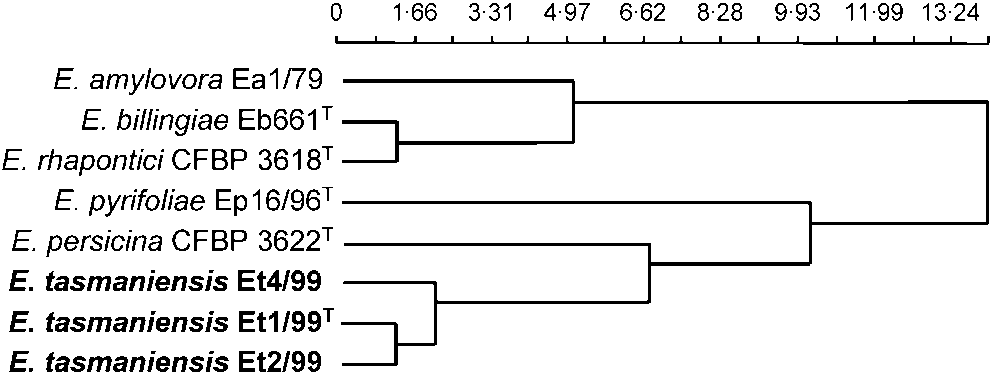 0 1·66 3·31 4·97 6·62 8·28 9·93 11·99 13·24
E. amylovora Ea1/79
E. billingiae Eb661ᵀ
E. rhapontici CFBP 3618ᵀ
E. pyrifoliae Ep16/96ᵀ
E. persicina CFBP 3622ᵀ
E. tasmaniensis Et4/99
E. tasmaniensis Et1/99ᵀ
E. tasmaniensis Et2/99